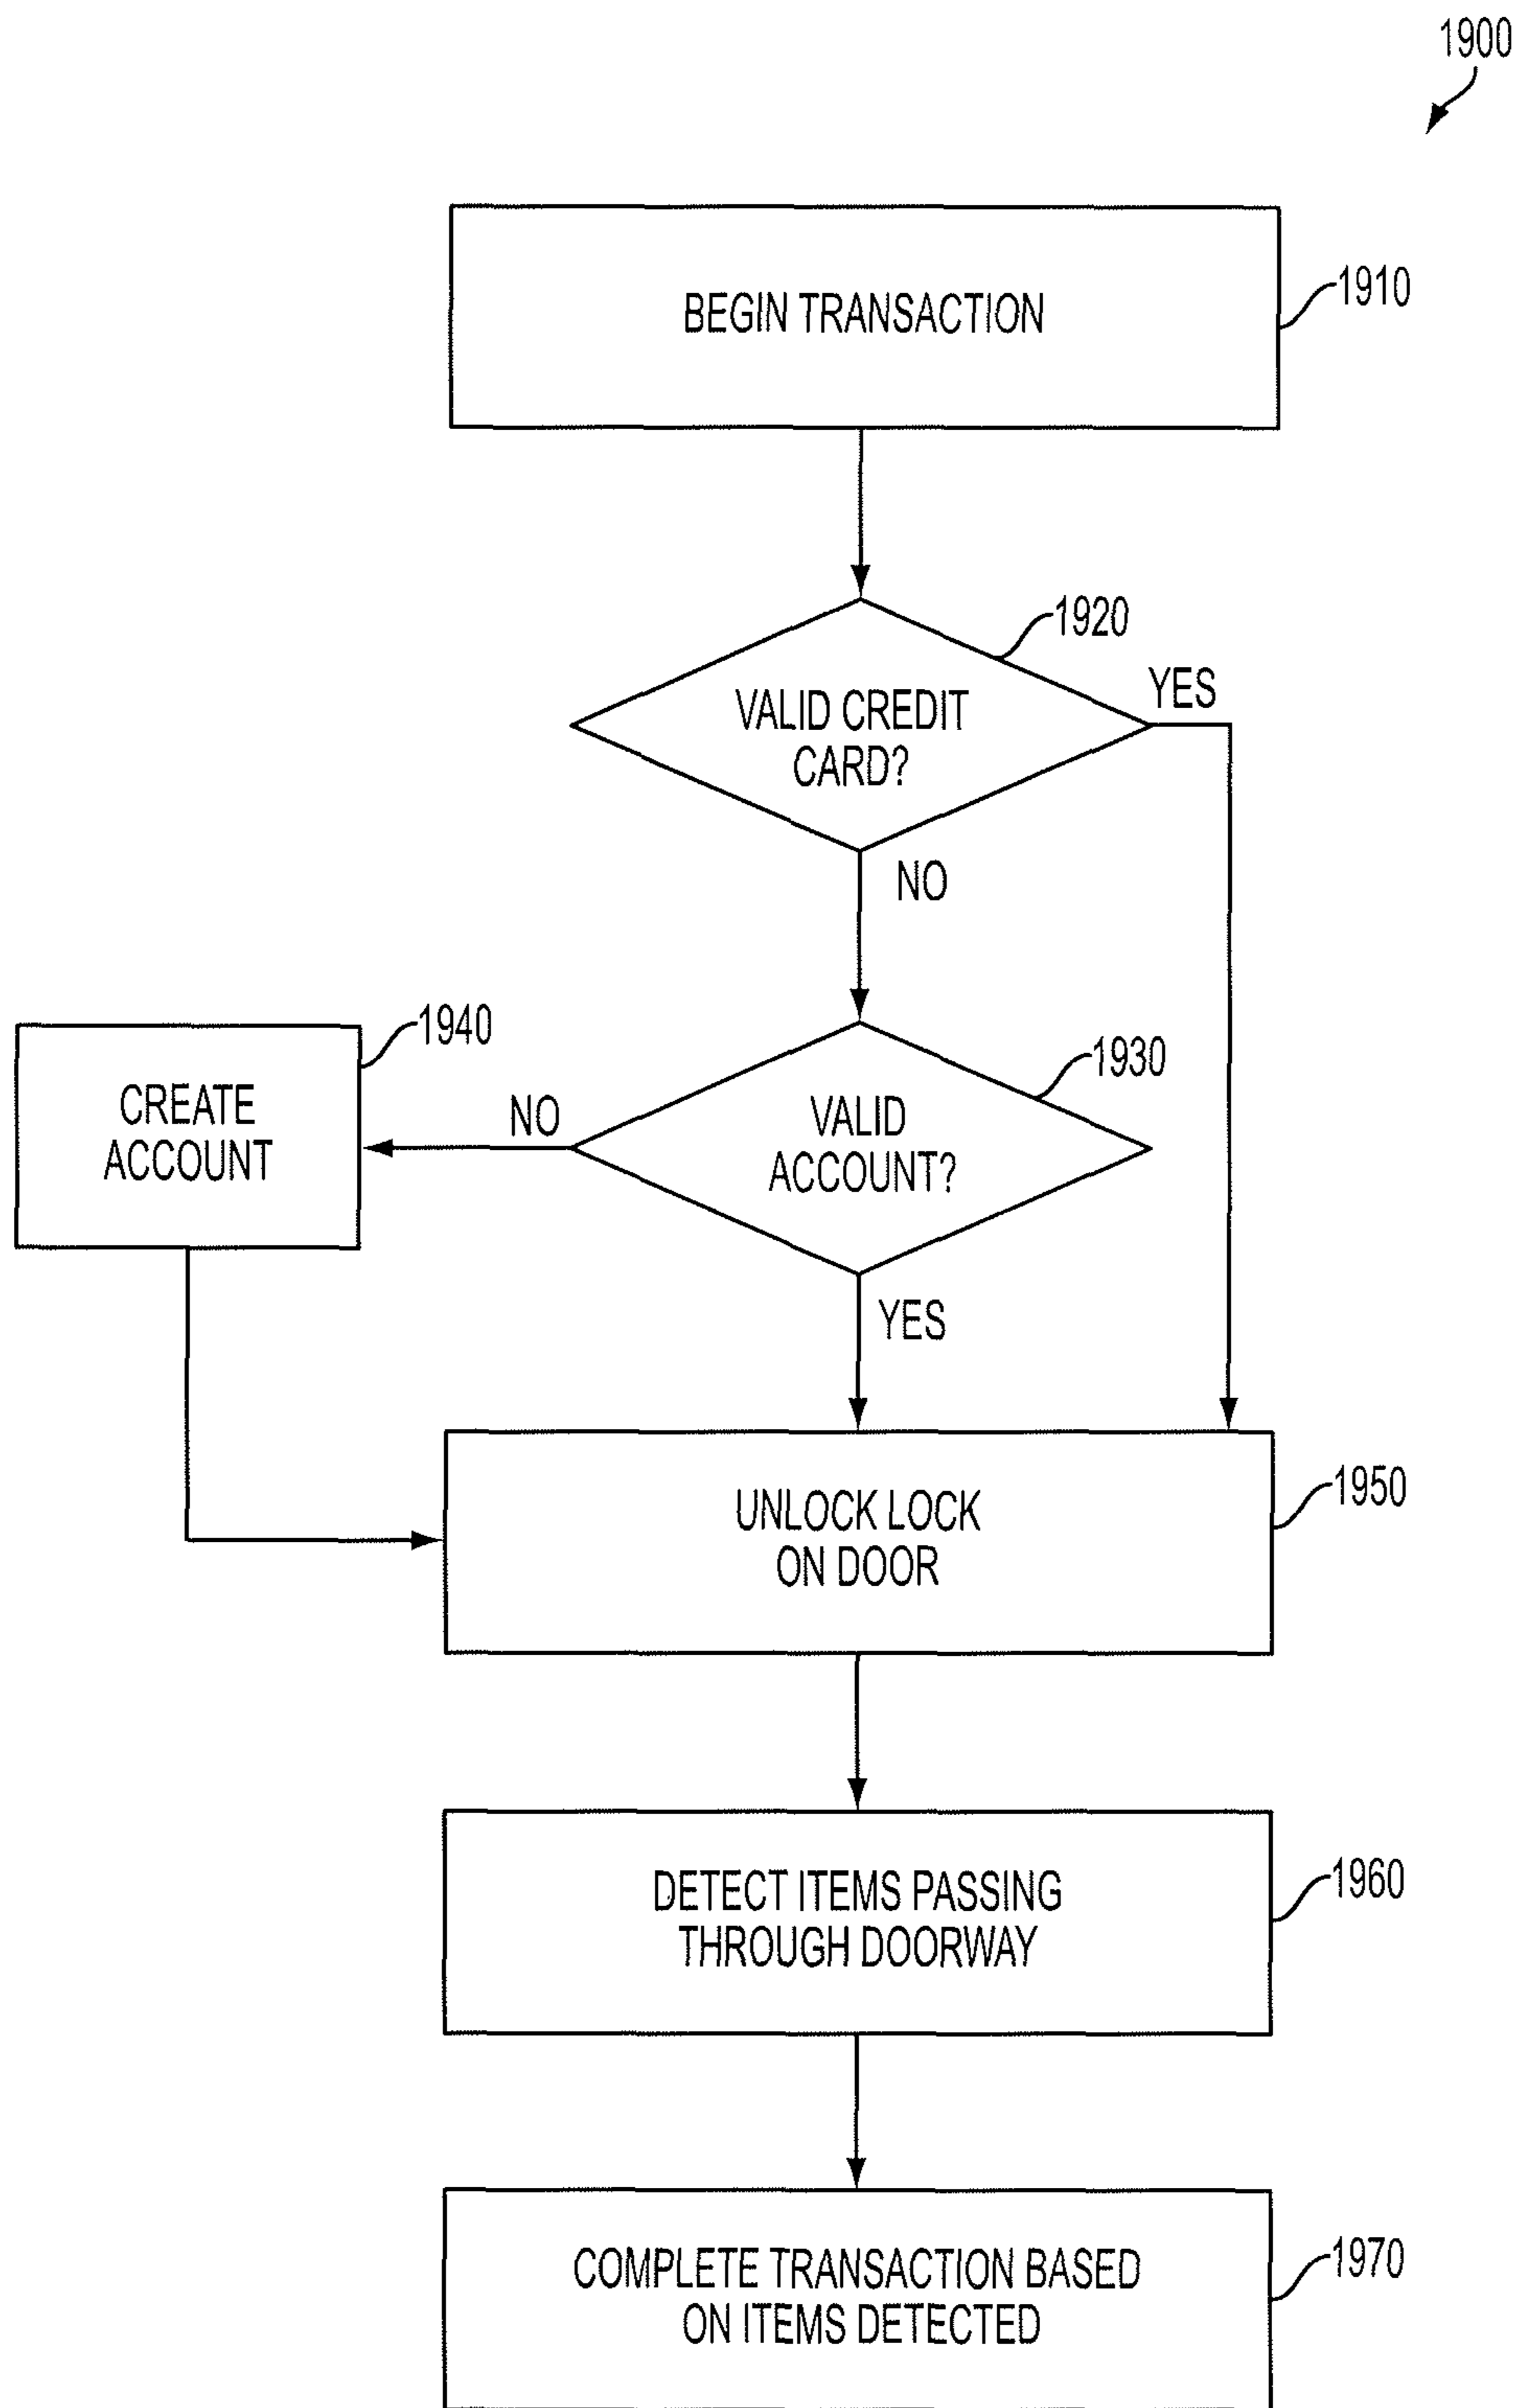 1900
BEGIN TRANSACTION
1910
1920
VALID CREDIT
CARD?
YES
NO
1940
CREATE
ACCOUNT
NO
1930
VALID
ACCOUNT?
YES
1950
UNLOCK LOCK
ON DOOR
1960
DETECT ITEMS PASSING
THROUGH DOORWAY
1970
COMPLETE TRANSACTION BASED
ON ITEMS DETECTED